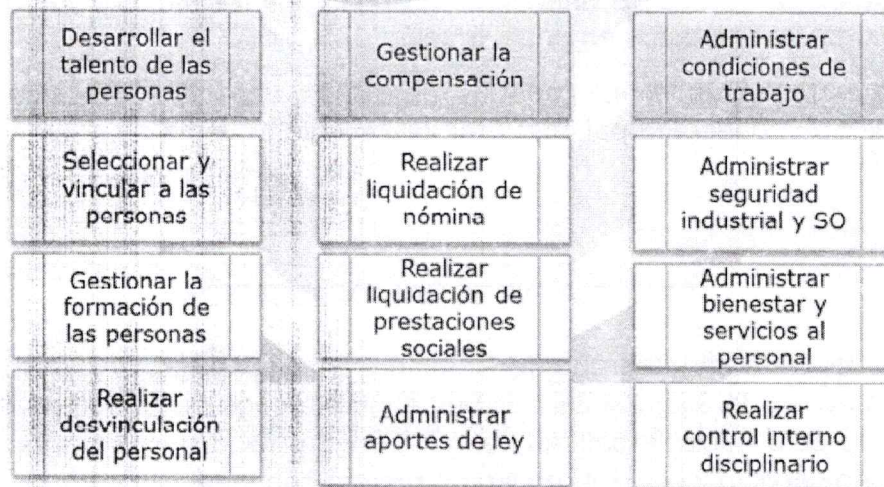 Desarrollar el
talento de las
personas
Gestionar la
compensación
Administrar
condiciones de
trabajo
Seleccionar y
vincular a las
personas
Realizar
liquidación de
nómina
Administrar
seguridad
industrial y SO
Gestionar la
formación de
las personas
Realizar
liquidación de
prestaciones
sociales
Administrar
bienestar y
servicios al
personal
Realizar
desvinculación
del personal
Administrar
aportes de ley
Realizar
control interno
disciplinario